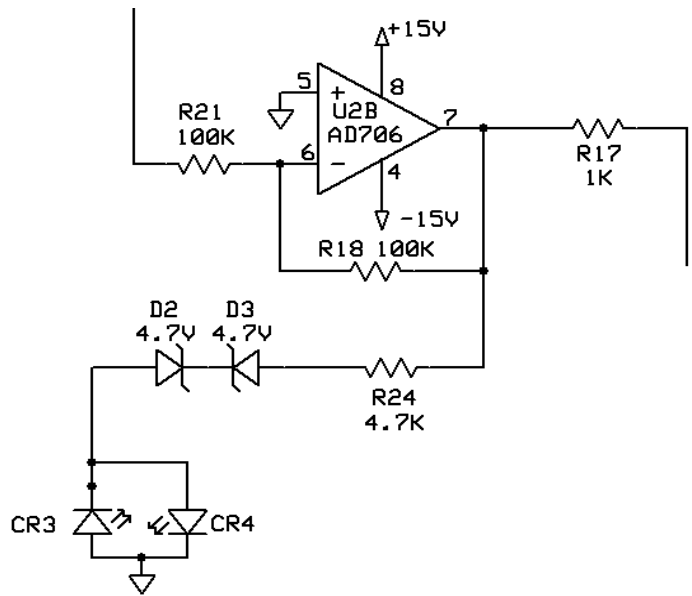 +15V
5
8
R21
100K
+
U2B
AD706
7
6
-
4
R17
1K
-15V
R18 100K
D2
4.7V
D3
4.7V
R24
4.7K
CR3
CR4